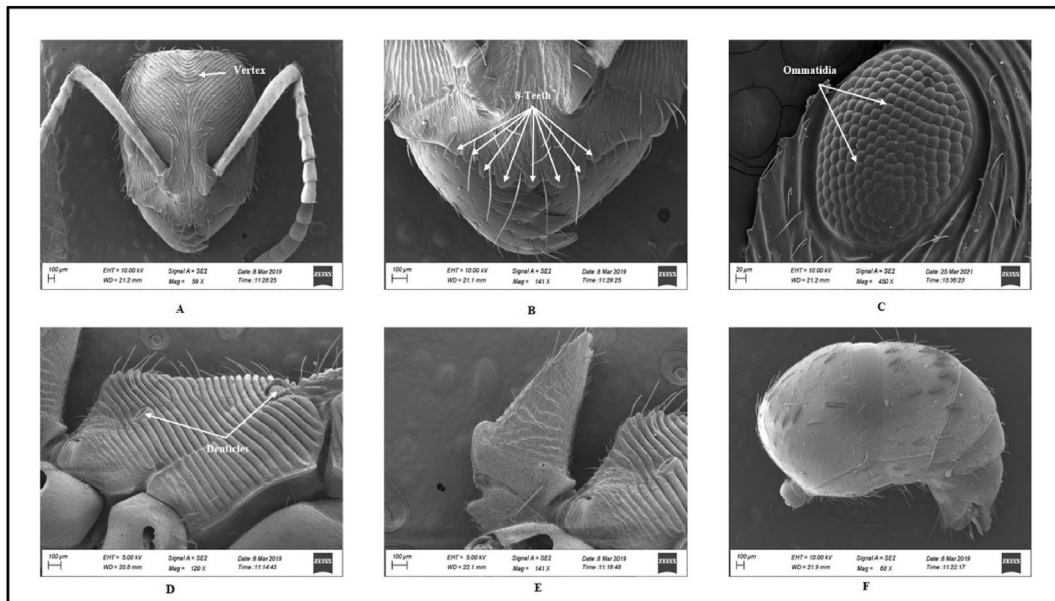 Vertex
100 µm
EHT = 10.00 kV
WD = 21.2 mm
Signal A = SE2
Mag = 59 X
Date :8 Mar 2019
Time :11:28:25
ZEISS
A
8-Teeth
100 µm
EHT = 10.00 kV
WD = 21.1 mm
Signal A = SE2
Mag = 141 X
Date :8 Mar 2019
Time :11:29:25
ZEISS
B
Ommatidia
20 µm
EHT = 10.00 kV
WD = 21.2 mm
Signal A = SE2
Mag = 450 X
Date :25 Mar 2021
Time :13:36:23
ZEISS
C
Denticles
100 µm
EHT = 5.00 kV
WD = 20.8 mm
Signal A = SE2
Mag = 120 X
Date :8 Mar 2019
Time :11:14:43
ZEISS
D
100 µm
EHT = 5.00 kV
WD = 22.1 mm
Signal A = SE2
Mag = 141 X
Date :8 Mar 2019
Time :11:19:48
ZEISS
E
100 µm
EHT = 10.00 kV
WD = 21.9 mm
Signal A = SE2
Mag = 68 X
Date :8 Mar 2019
Time :11:22:17
ZEISS
F